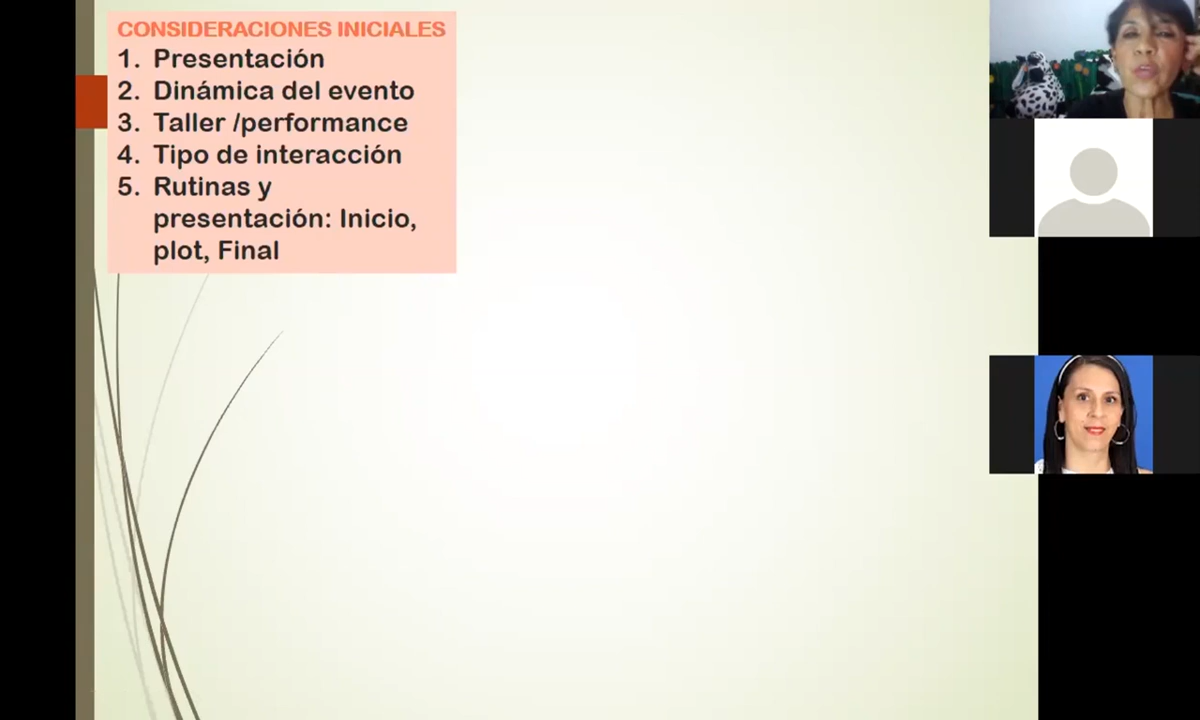 CONSIDERACIONES INICIALES
1. Presentación
2. Dinámica del evento
3. Taller /performance
4. Tipo de interacción
5. Rutinas y
presentación: Inicio,
plot, Final